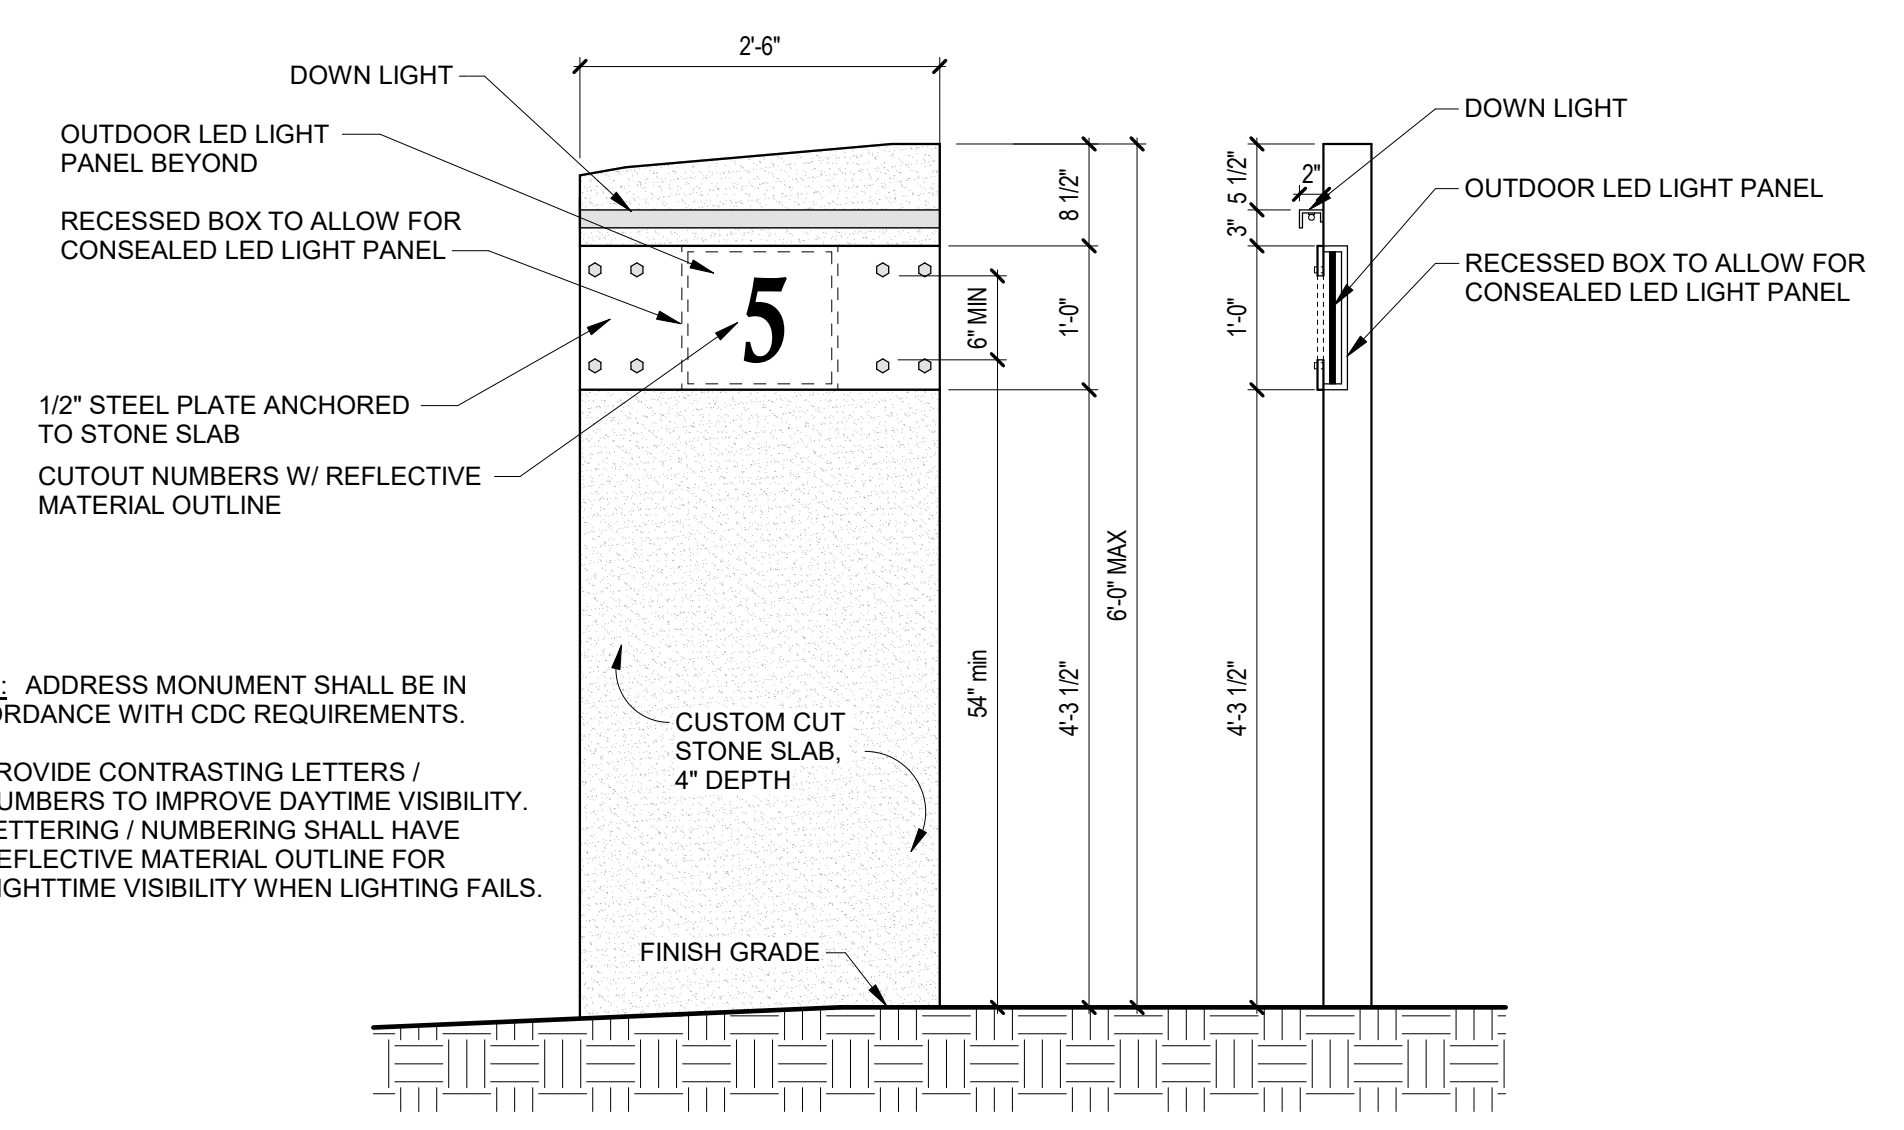 2'-6"
DOWN LIGHT
OUTDOOR LED LIGHT
PANEL BEYOND
RECESSED BOX TO ALLOW FOR
CONSEALED LED LIGHT PANEL
1/2" STEEL PLATE ANCHORED
TO STONE SLAB
CUTOUT NUMBERS W/ REFLECTIVE
MATERIAL OUTLINE
5
: ADDRESS MONUMENT SHALL BE IN
ORDANCE WITH CDC REQUIREMENTS.
ROVIDE CONTRASTING LETTERS /
UMBERS TO IMPROVE DAYTIME VISIBILITY.
ETTERING / NUMBERING SHALL HAVE
EFLECTIVE MATERIAL OUTLINE FOR
IGHTTIME VISIBILITY WHEN LIGHTING FAILS.
CUSTOM CUT
STONE SLAB,
4" DEPTH
FINISH GRADE
6" MIN
54" min
8 1/2"
1'-0"
4'-3 1/2"
6'-0" MAX
5 1/2"
2"
3"
1'-0"
4'-3 1/2"
DOWN LIGHT
OUTDOOR LED LIGHT PANEL
RECESSED BOX TO ALLOW FOR
CONSEALED LED LIGHT PANEL